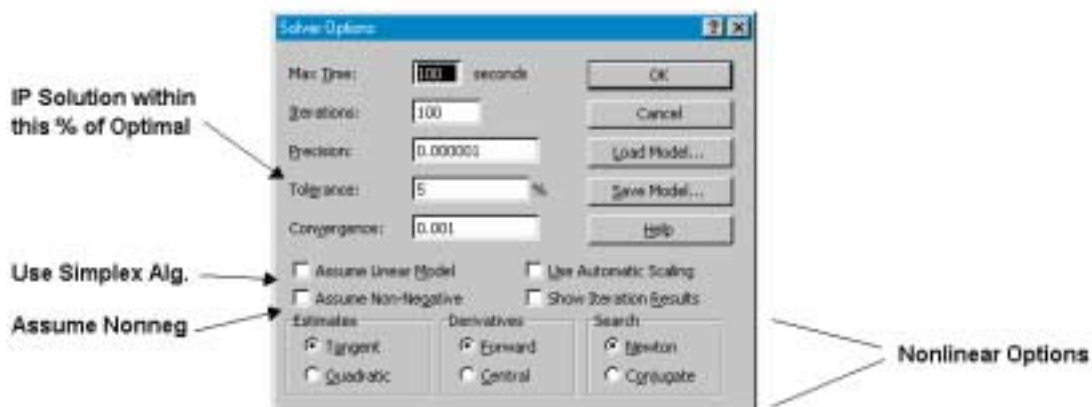 Solver Options
Max Time: 100 seconds OK
IP Solution within
this % of Optimal
Iterations: 100 Cancel
Precision: 0.000001 Load Model...
Tolerance: 5 % Save Model...
Convergence: 0.001 Help
Use Simplex Alg.
Assume Linear Model Use Automatic Scaling
Assume Nonneg
Assume Non-Negative Show Iteration Results
Estimates Derivatives Search
Tangent Forward Newton
Quadratic Central Conjugate
Nonlinear Options